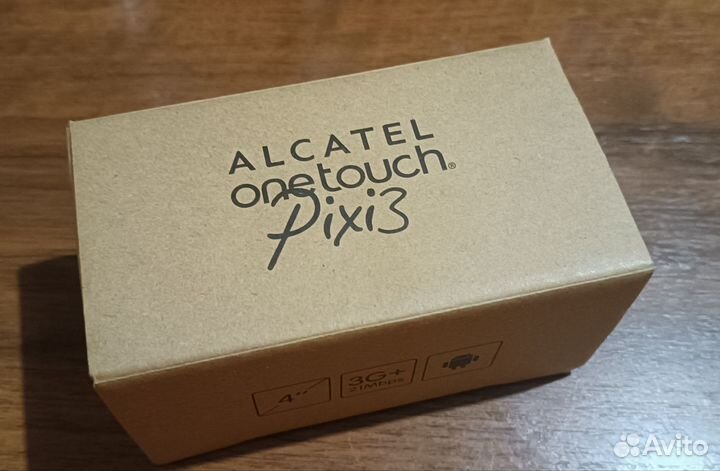 ALCATEL
onetouch®
Pixi3
4"
3G+
21Mbps
Avito